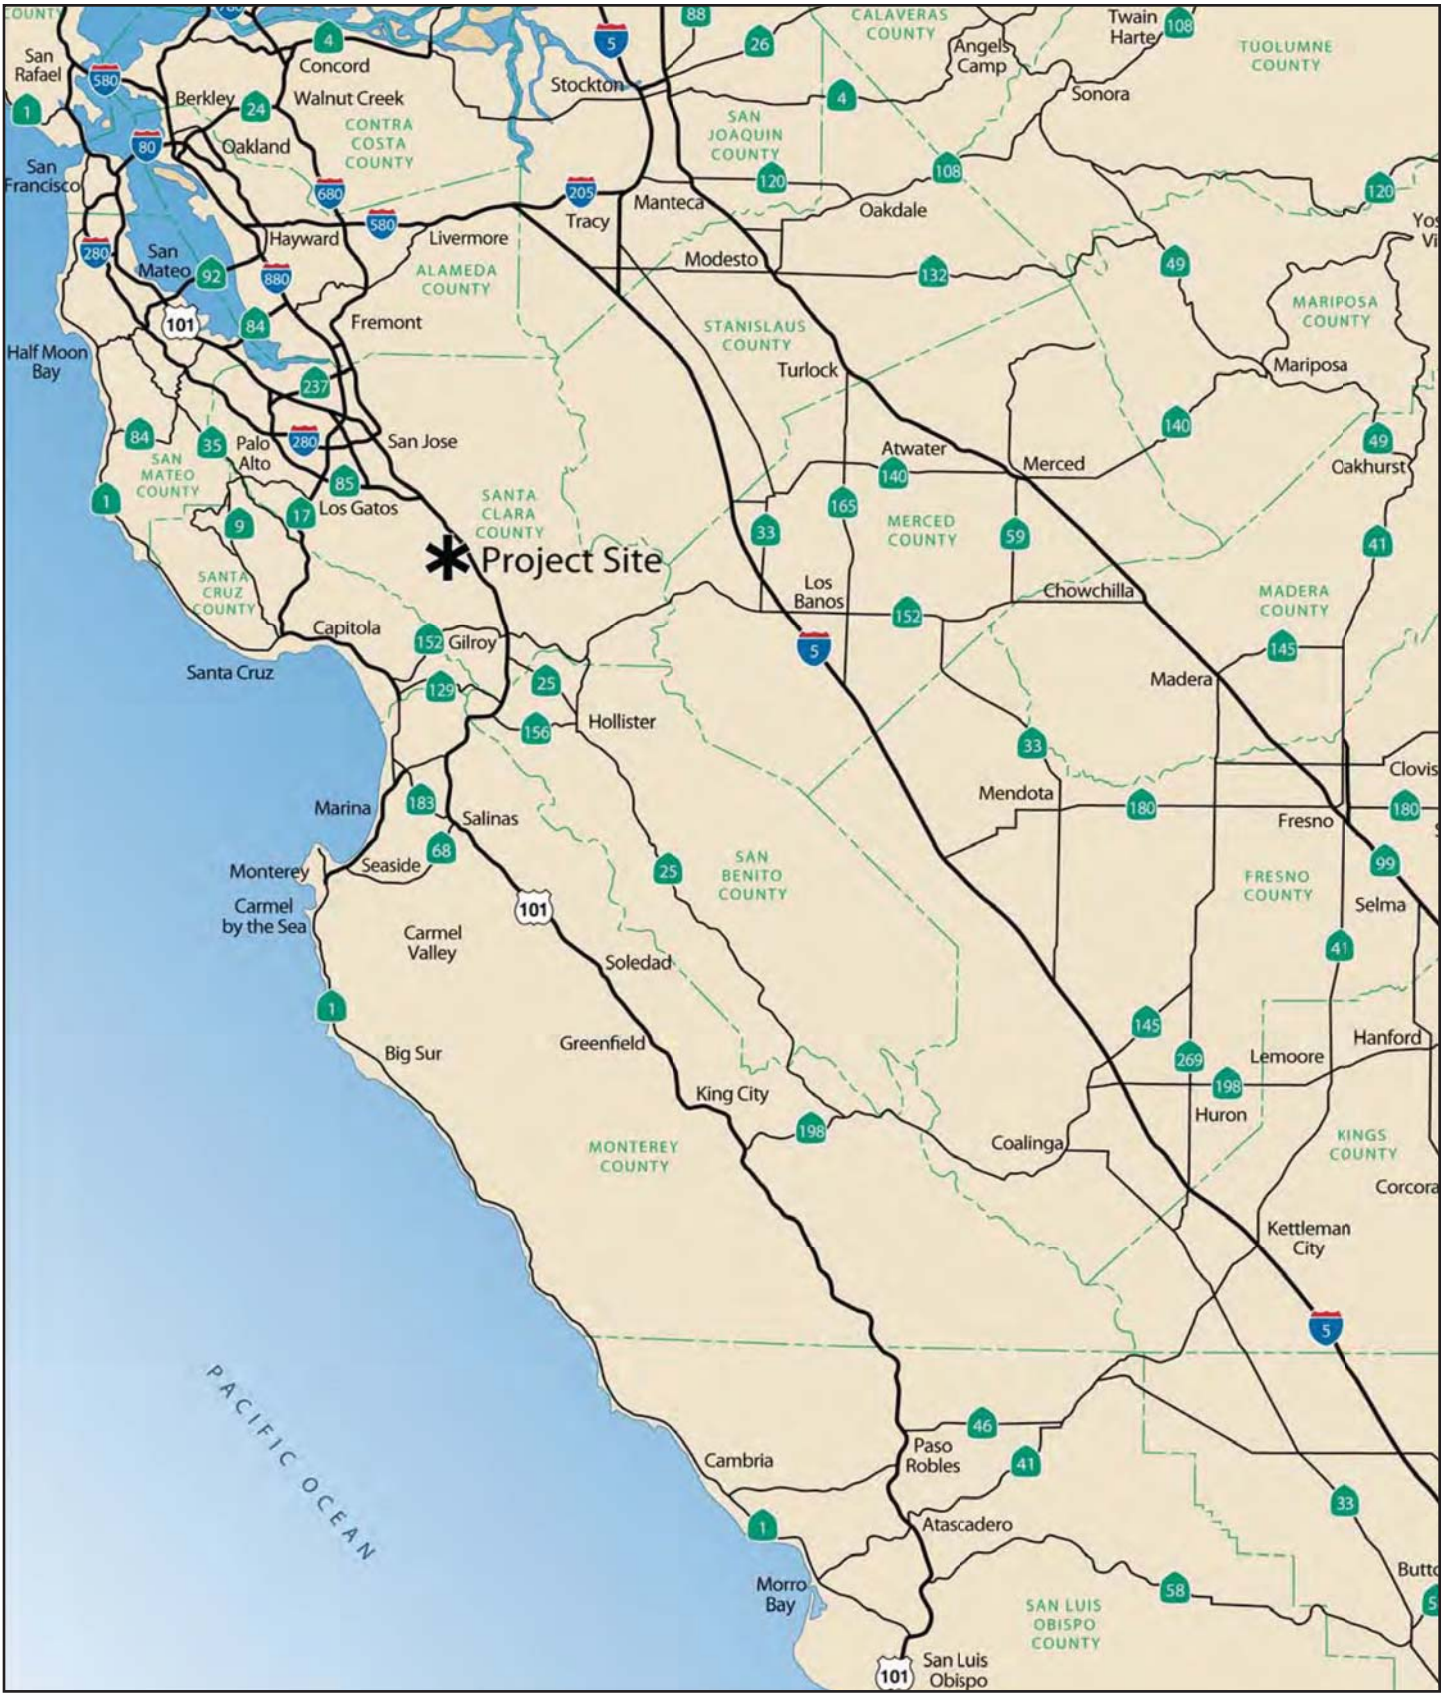 COUNTY
780
4
5
88
26
CALAVERAS
COUNTY
Angels
Camp
Twain
Harte
108
TUOLUMNE
COUNTY
San
Rafael
580
Concord
Stockton
4
Sonora
1
Berkley
24
Walnut Creek
CONTRA
COSTA
COUNTY
SAN
JOAQUIN
COUNTY
80
Oakland
San
Francisco
680
205
Manteca
120
108
120
Oakdale
Tracy
580
Livermore
Hayward
280
San
Mateo
92
880
ALAMEDA
COUNTY
Modesto
132
49
Yos
Vi
MARIPOSA
COUNTY
101
84
Fremont
STANISLAUS
COUNTY
Half Moon
Bay
Turlock
Mariposa
237
84
35
Palo
Alto
280
San Jose
140
49
Oakhurst
SAN
MATEO
COUNTY
Atwater
140
Merced
1
85
Los Gatos
17
9
SANTA
CLARA
COUNTY
165
33
MERCED
COUNTY
59
41
Project Site
SANTA
CRUZ
COUNTY
Los
Banos
152
Chowchilla
MADERA
COUNTY
Capitola
152
Gilroy
5
145
Santa Cruz
129
25
Madera
156
Hollister
33
Clovis
Marina
183
Salinas
Mendota
180
180
Fresno
68
Seaside
Monterey
25
SAN
BENITO
COUNTY
99
FRESNO
COUNTY
Selma
Carmel
by the Sea
101
Carmel
Valley
41
Soledad
1
Big Sur
Greenfield
145
269
Lemoore
Hanford
198
Huron
King City
198
MONTEREY
COUNTY
Coalinga
KINGS
COUNTY
Corcora
Kettleman
City
5
PACIFIC OCEAN
46
Paso
Robles
41
Cambria
33
1
Atascadero
Morro
Bay
58
Butto
5
SAN LUIS
OBISPO
COUNTY
101
San Luis
Obispo